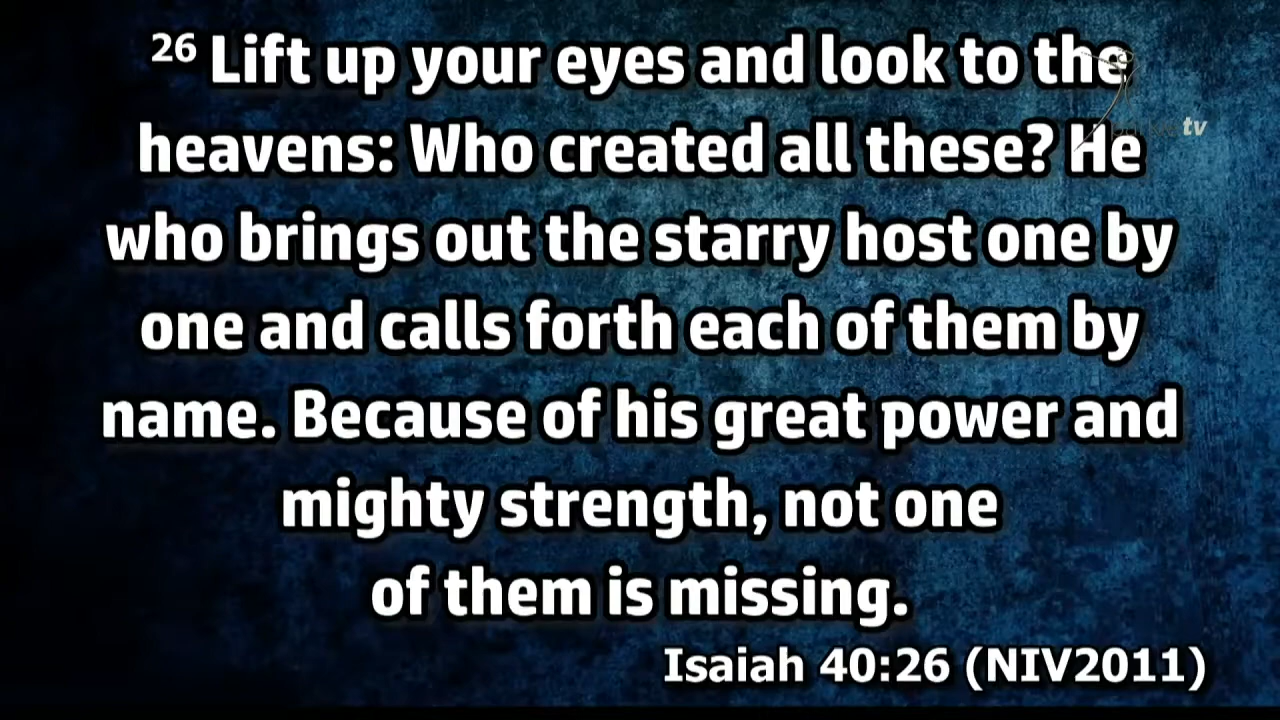 26 Lift up your eyes and look to the
heavens: Who created all these? He
who brings out the starry host one by
one and calls forth each of them by
name. Because of his great power and
mighty strength, not one
of them is missing.
Isaiah 40:26 (NIV2011)
tv